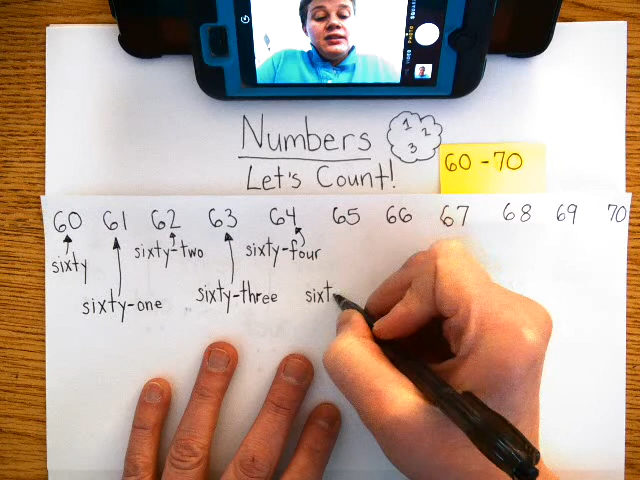 Numbers
1 2
3
Let's Count!
60 - 70
60 61 62 63 64 65 66 67 68 69 70
sixty sixty-two sixty-four
sixty-one sixty-three sixt